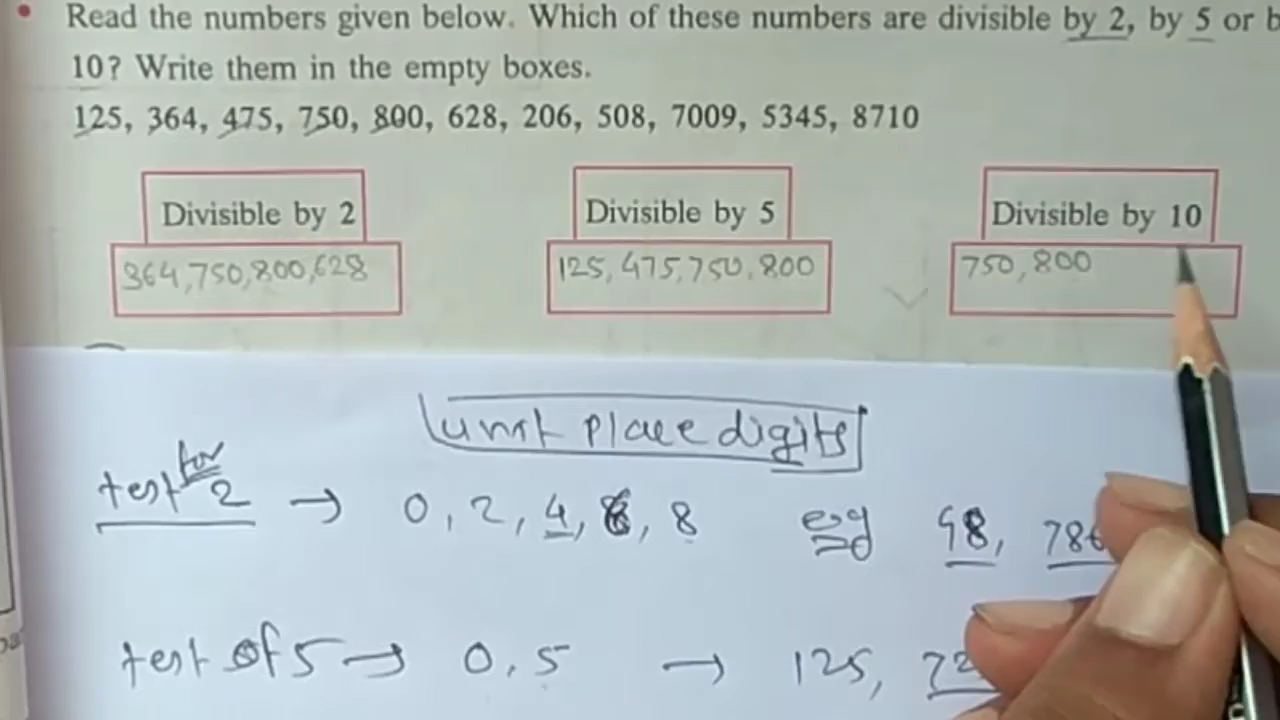 • Read the numbers given below. Which of these numbers are divisible by 2, by 5 or b
10? Write them in the empty boxes.
125, 364, 475, 750, 800, 628, 206, 508, 7009, 5345, 8710
Divisible by 2 Divisible by 5 Divisible by 10
364,750,800,628 125,475,750,800 750,800
unit place digits
test for 2 → 0, 2, 4, 6, 8 eg 98, 786
test of 5 → 0, 5 → 125, 72